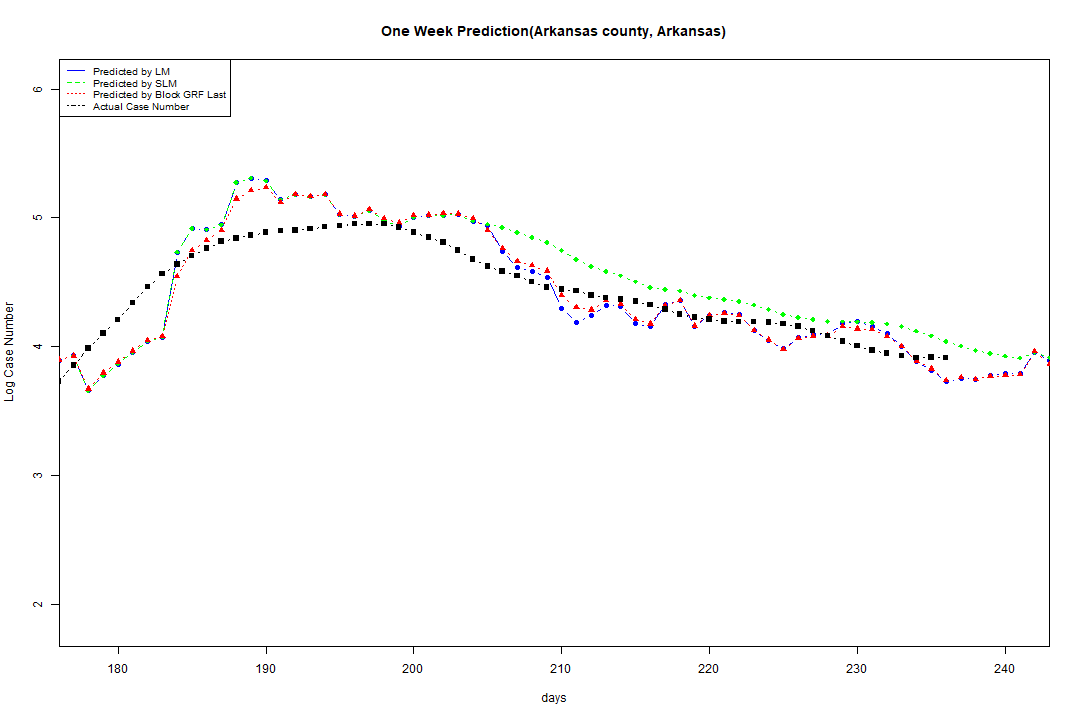 One Week Prediction(Arkansas county, Arkansas)
Predicted by LM
Predicted by SLM
Predicted by Block GRF Last
Actual Case Number
6
5
4
3
2
Log Case Number
180 190 200 210 220 230 240
days